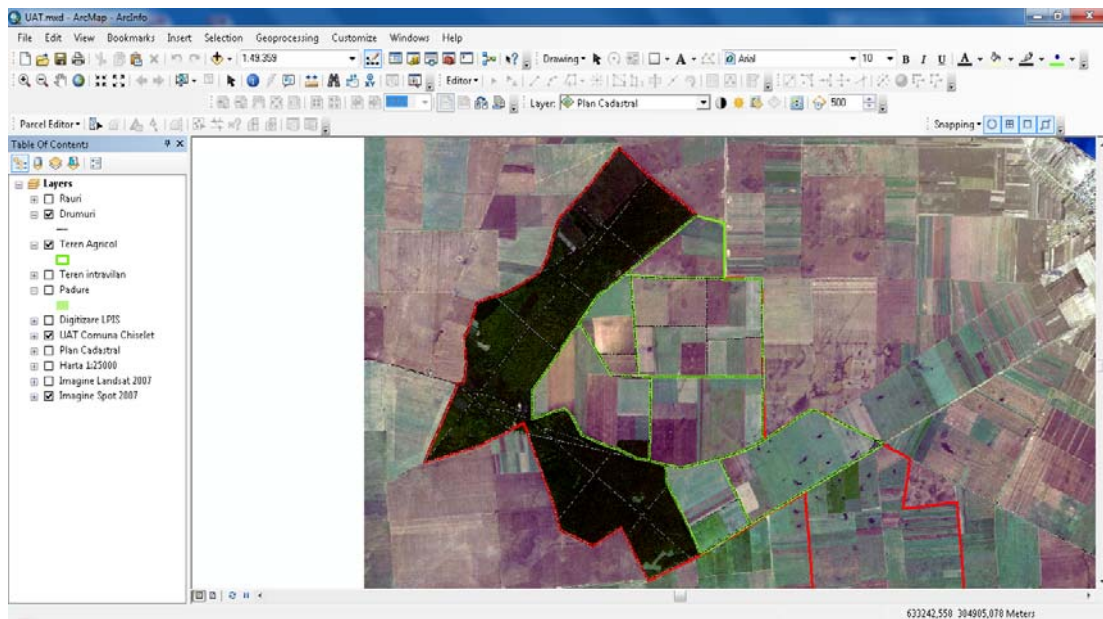 UAT.mxd - ArcMap - ArcInfo
File Edit View Bookmarks Insert Selection Geoprocessing Customize Windows Help
1:49.359 Drawing A Arial 10 B I U A
Editor
Layer: Plan Cadastral 500
Parcel Editor Snapping
Table Of Contents
Layers
Rauri
Drumuri
Teren Agricol
Teren intravilan
Padure
Digitizare LPIS
UAT Comuna Chiselet
Plan Cadastral
Harta 1:25000
Imagine Landsat 2007
Imagine Spot 2007
633242,558 304905,078 Meters